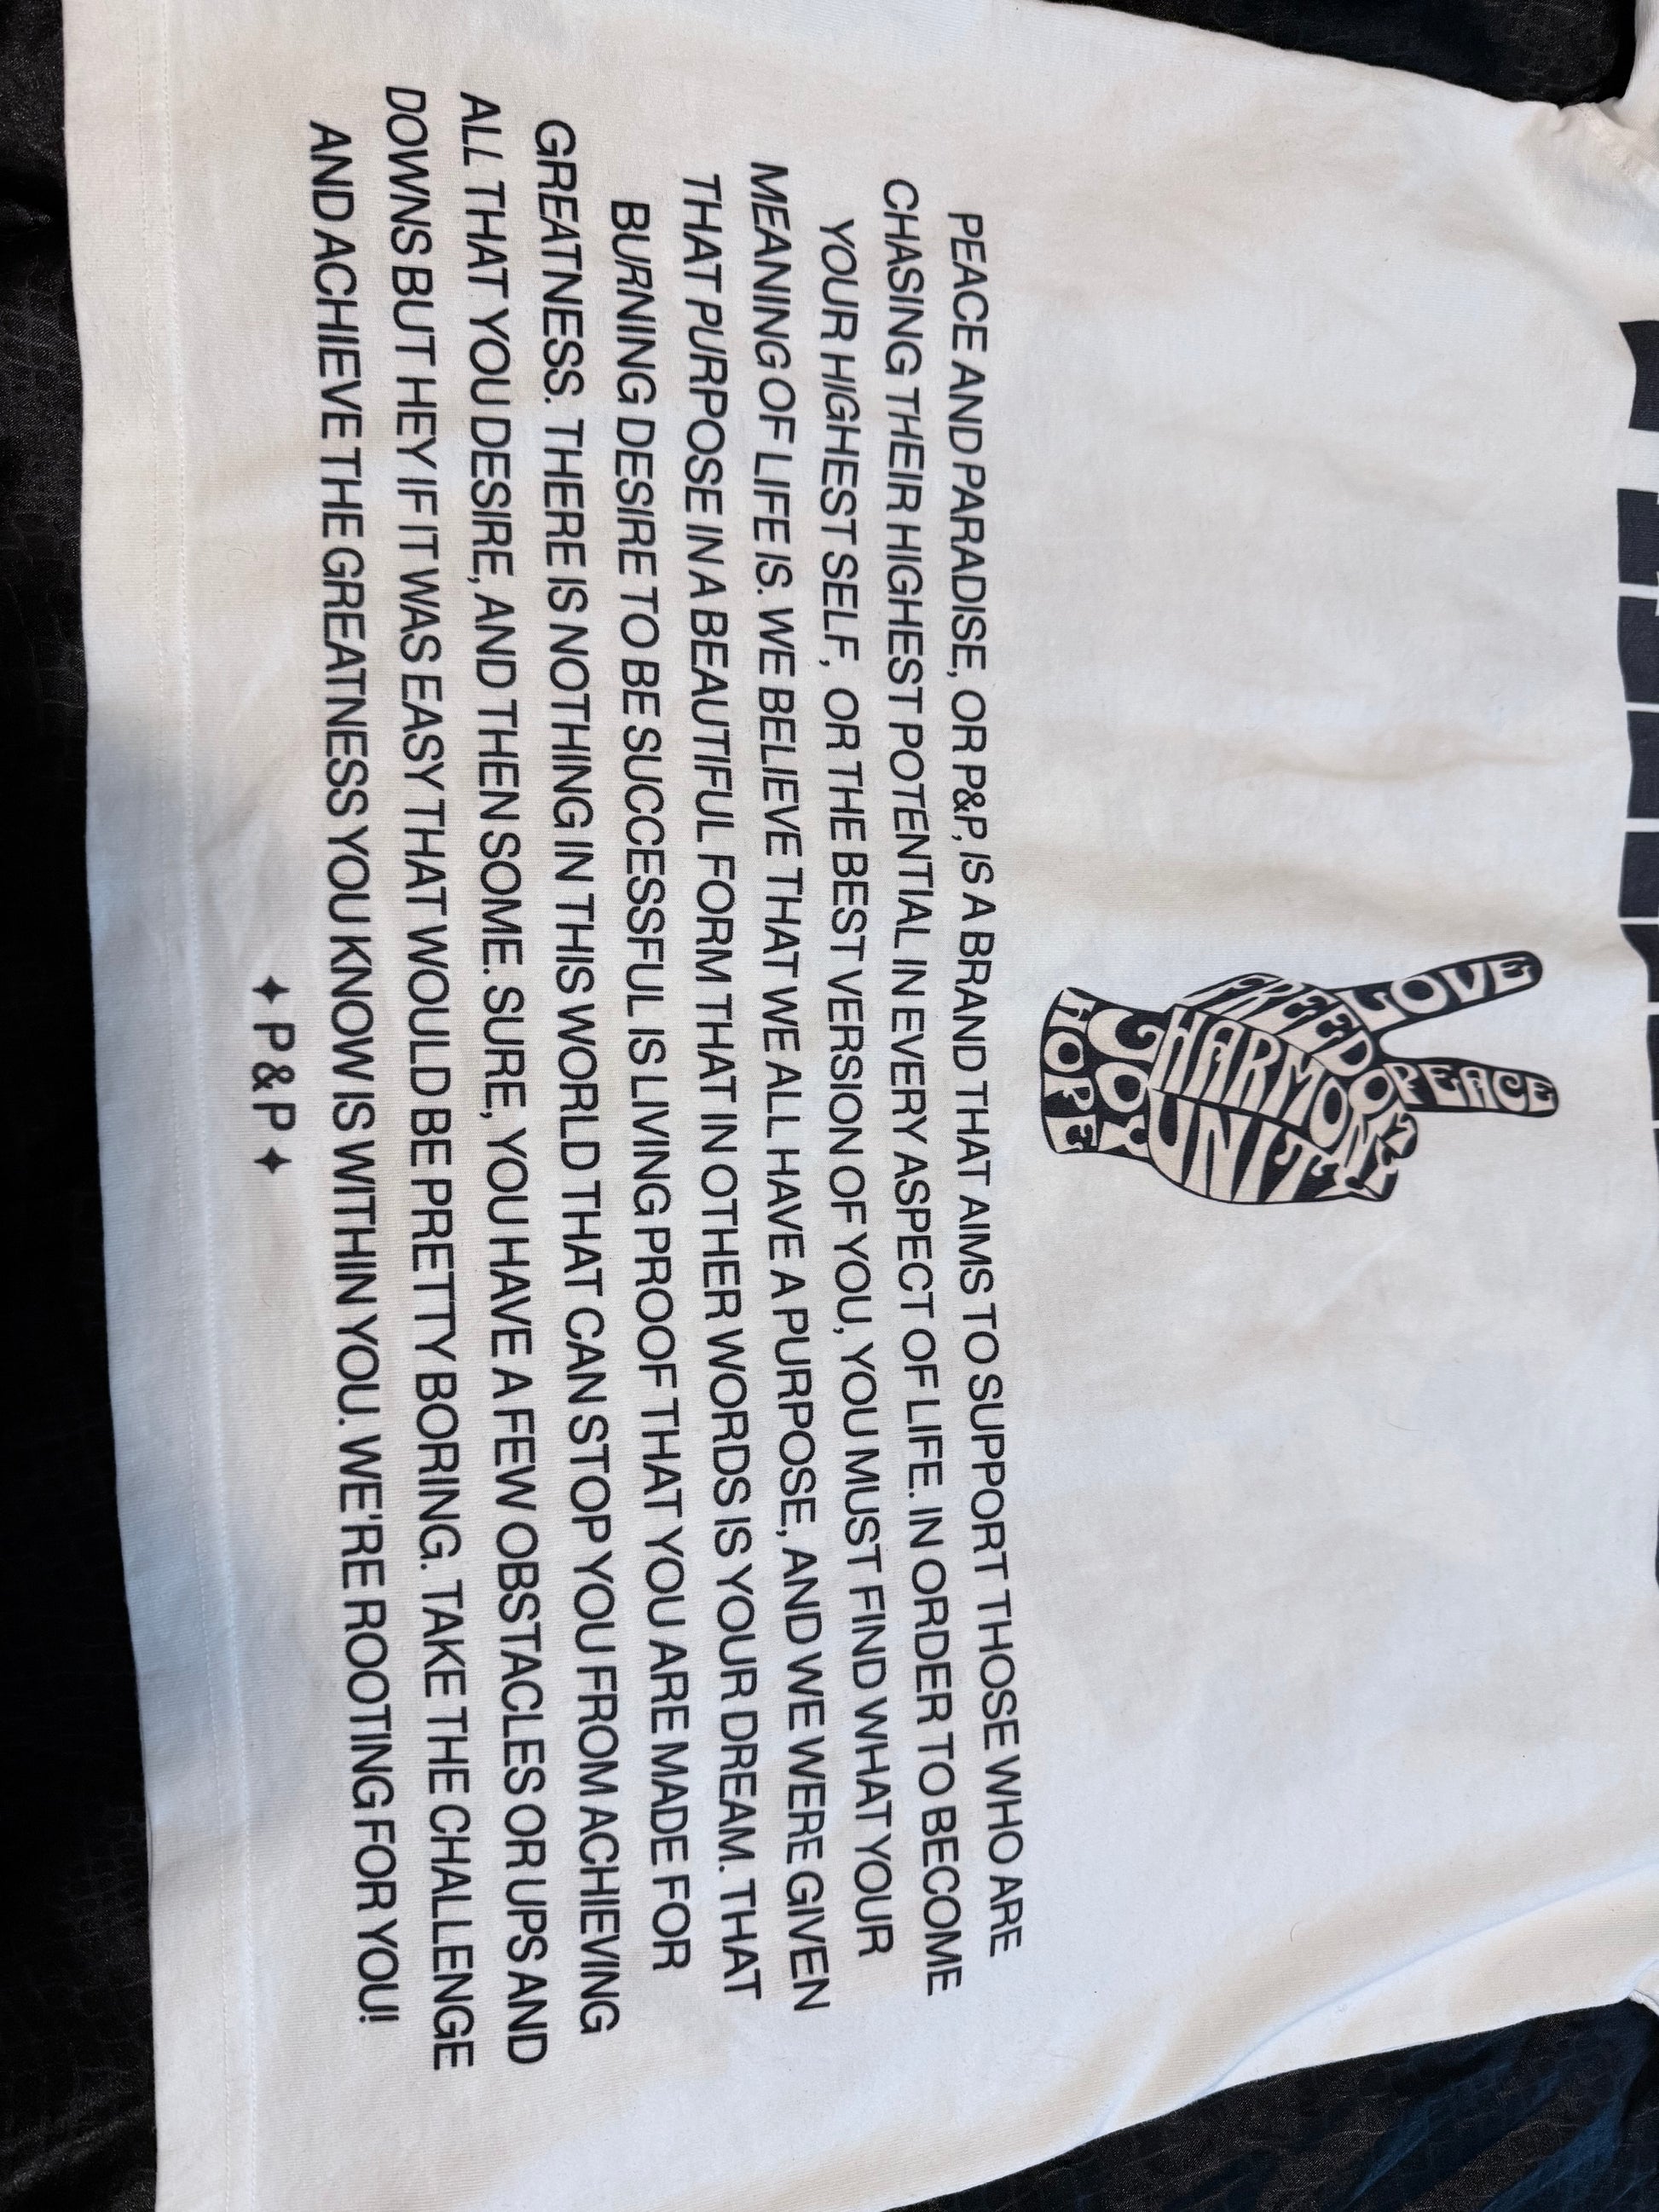 LOVE
PEACE
FREEDOM
HARMONY
UNITY
JOY
HOPE
PEACE AND PARADISE, OR P&P, IS A BRAND THAT AIMS TO SUPPORT THOSE WHO ARE
CHASING THEIR HIGHEST POTENTIAL IN EVERY ASPECT OF LIFE. IN ORDER TO BECOME
YOUR HIGHEST SELF, OR THE BEST VERSION OF YOU, YOU MUST FIND WHAT YOUR
MEANING OF LIFE IS. WE BELIEVE THAT WE ALL HAVE A PURPOSE, AND WE WERE GIVEN
THAT PURPOSE IN A BEAUTIFUL FORM THAT IN OTHER WORDS IS YOUR DREAM. THAT
BURNING DESIRE TO BE SUCCESSFUL IS LIVING PROOF THAT YOU ARE MADE FOR
GREATNESS. THERE IS NOTHING IN THIS WORLD THAT CAN STOP YOU FROM ACHIEVING
ALL THAT YOU DESIRE, AND THEN SOME. SURE, YOU HAVE A FEW OBSTACLES OR UPS AND
DOWNS BUT HEY IF IT WAS EASY THAT WOULD BE PRETTY BORING. TAKE THE CHALLENGE
AND ACHIEVE THE GREATNESS YOU KNOW IS WITHIN YOU. WE'RE ROOTING FOR YOU!
✦ P&P ✦